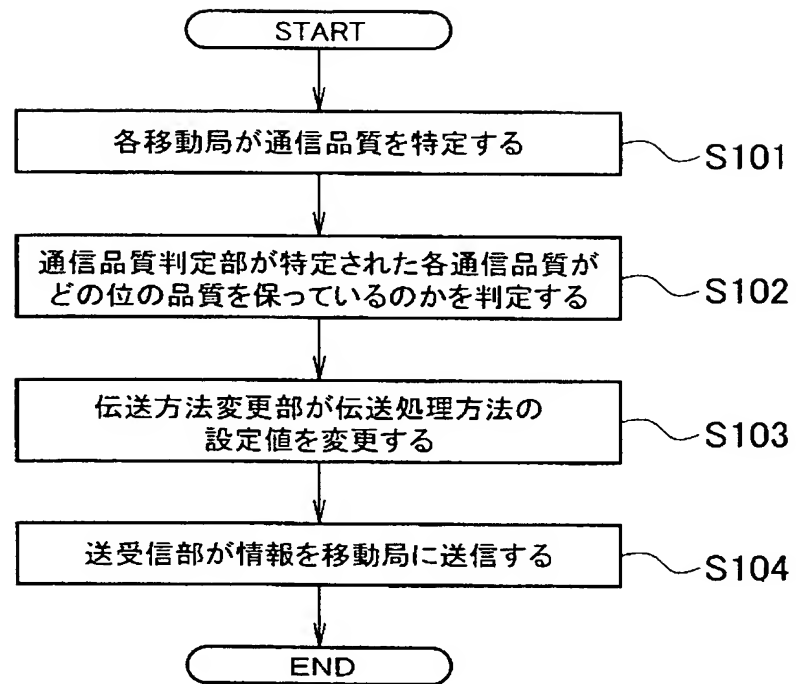 START
各移動局が通信品質を特定する
S101
通信品質判定部が特定された各通信品質が
どの位の品質を保っているのかを判定する
S102
伝送方法変更部が伝送処理方法の
設定値を変更する
S103
送受信部が情報を移動局に送信する
S104
END